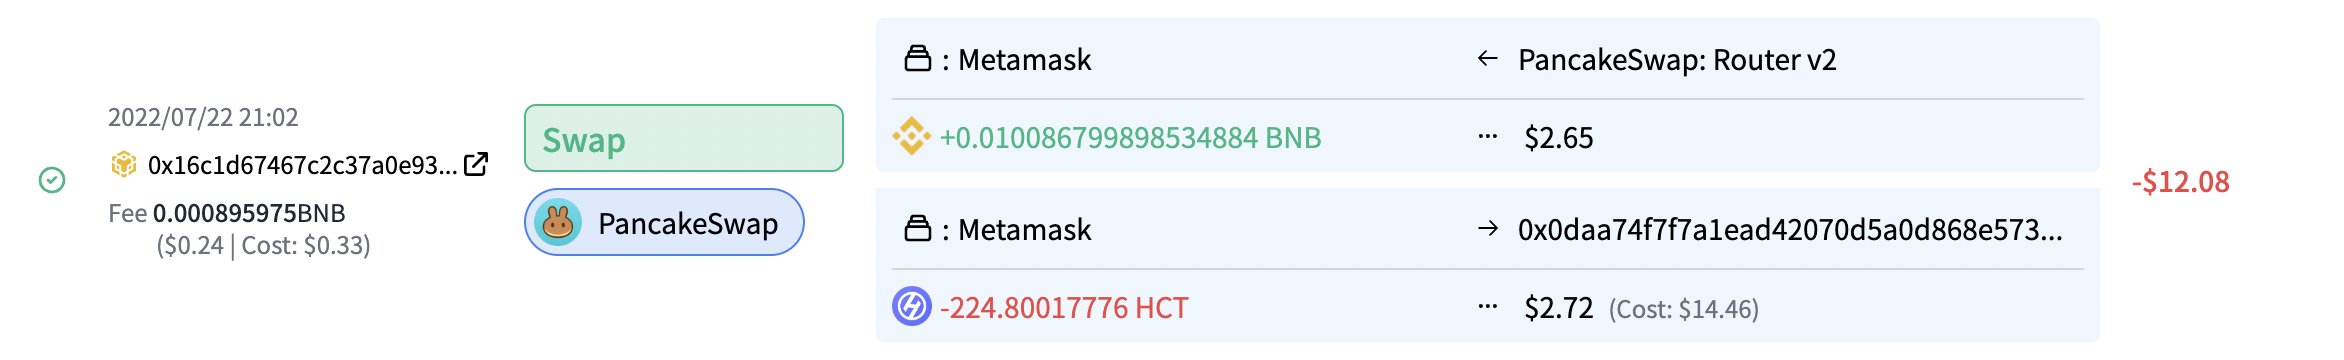 2022/07/22 21:02
0x16c1d67467c2c37a0e93...
Fee 0.000895975BNB
($0.24 | Cost: $0.33)
Swap
PancakeSwap
: Metamask ← PancakeSwap: Router v2
+0.010086799898534884 BNB ... $2.65
: Metamask → 0x0daa74f7f7a1ead42070d5a0d868e573...
-224.80017776 HCT ... $2.72 (Cost: $14.46)
-$12.08